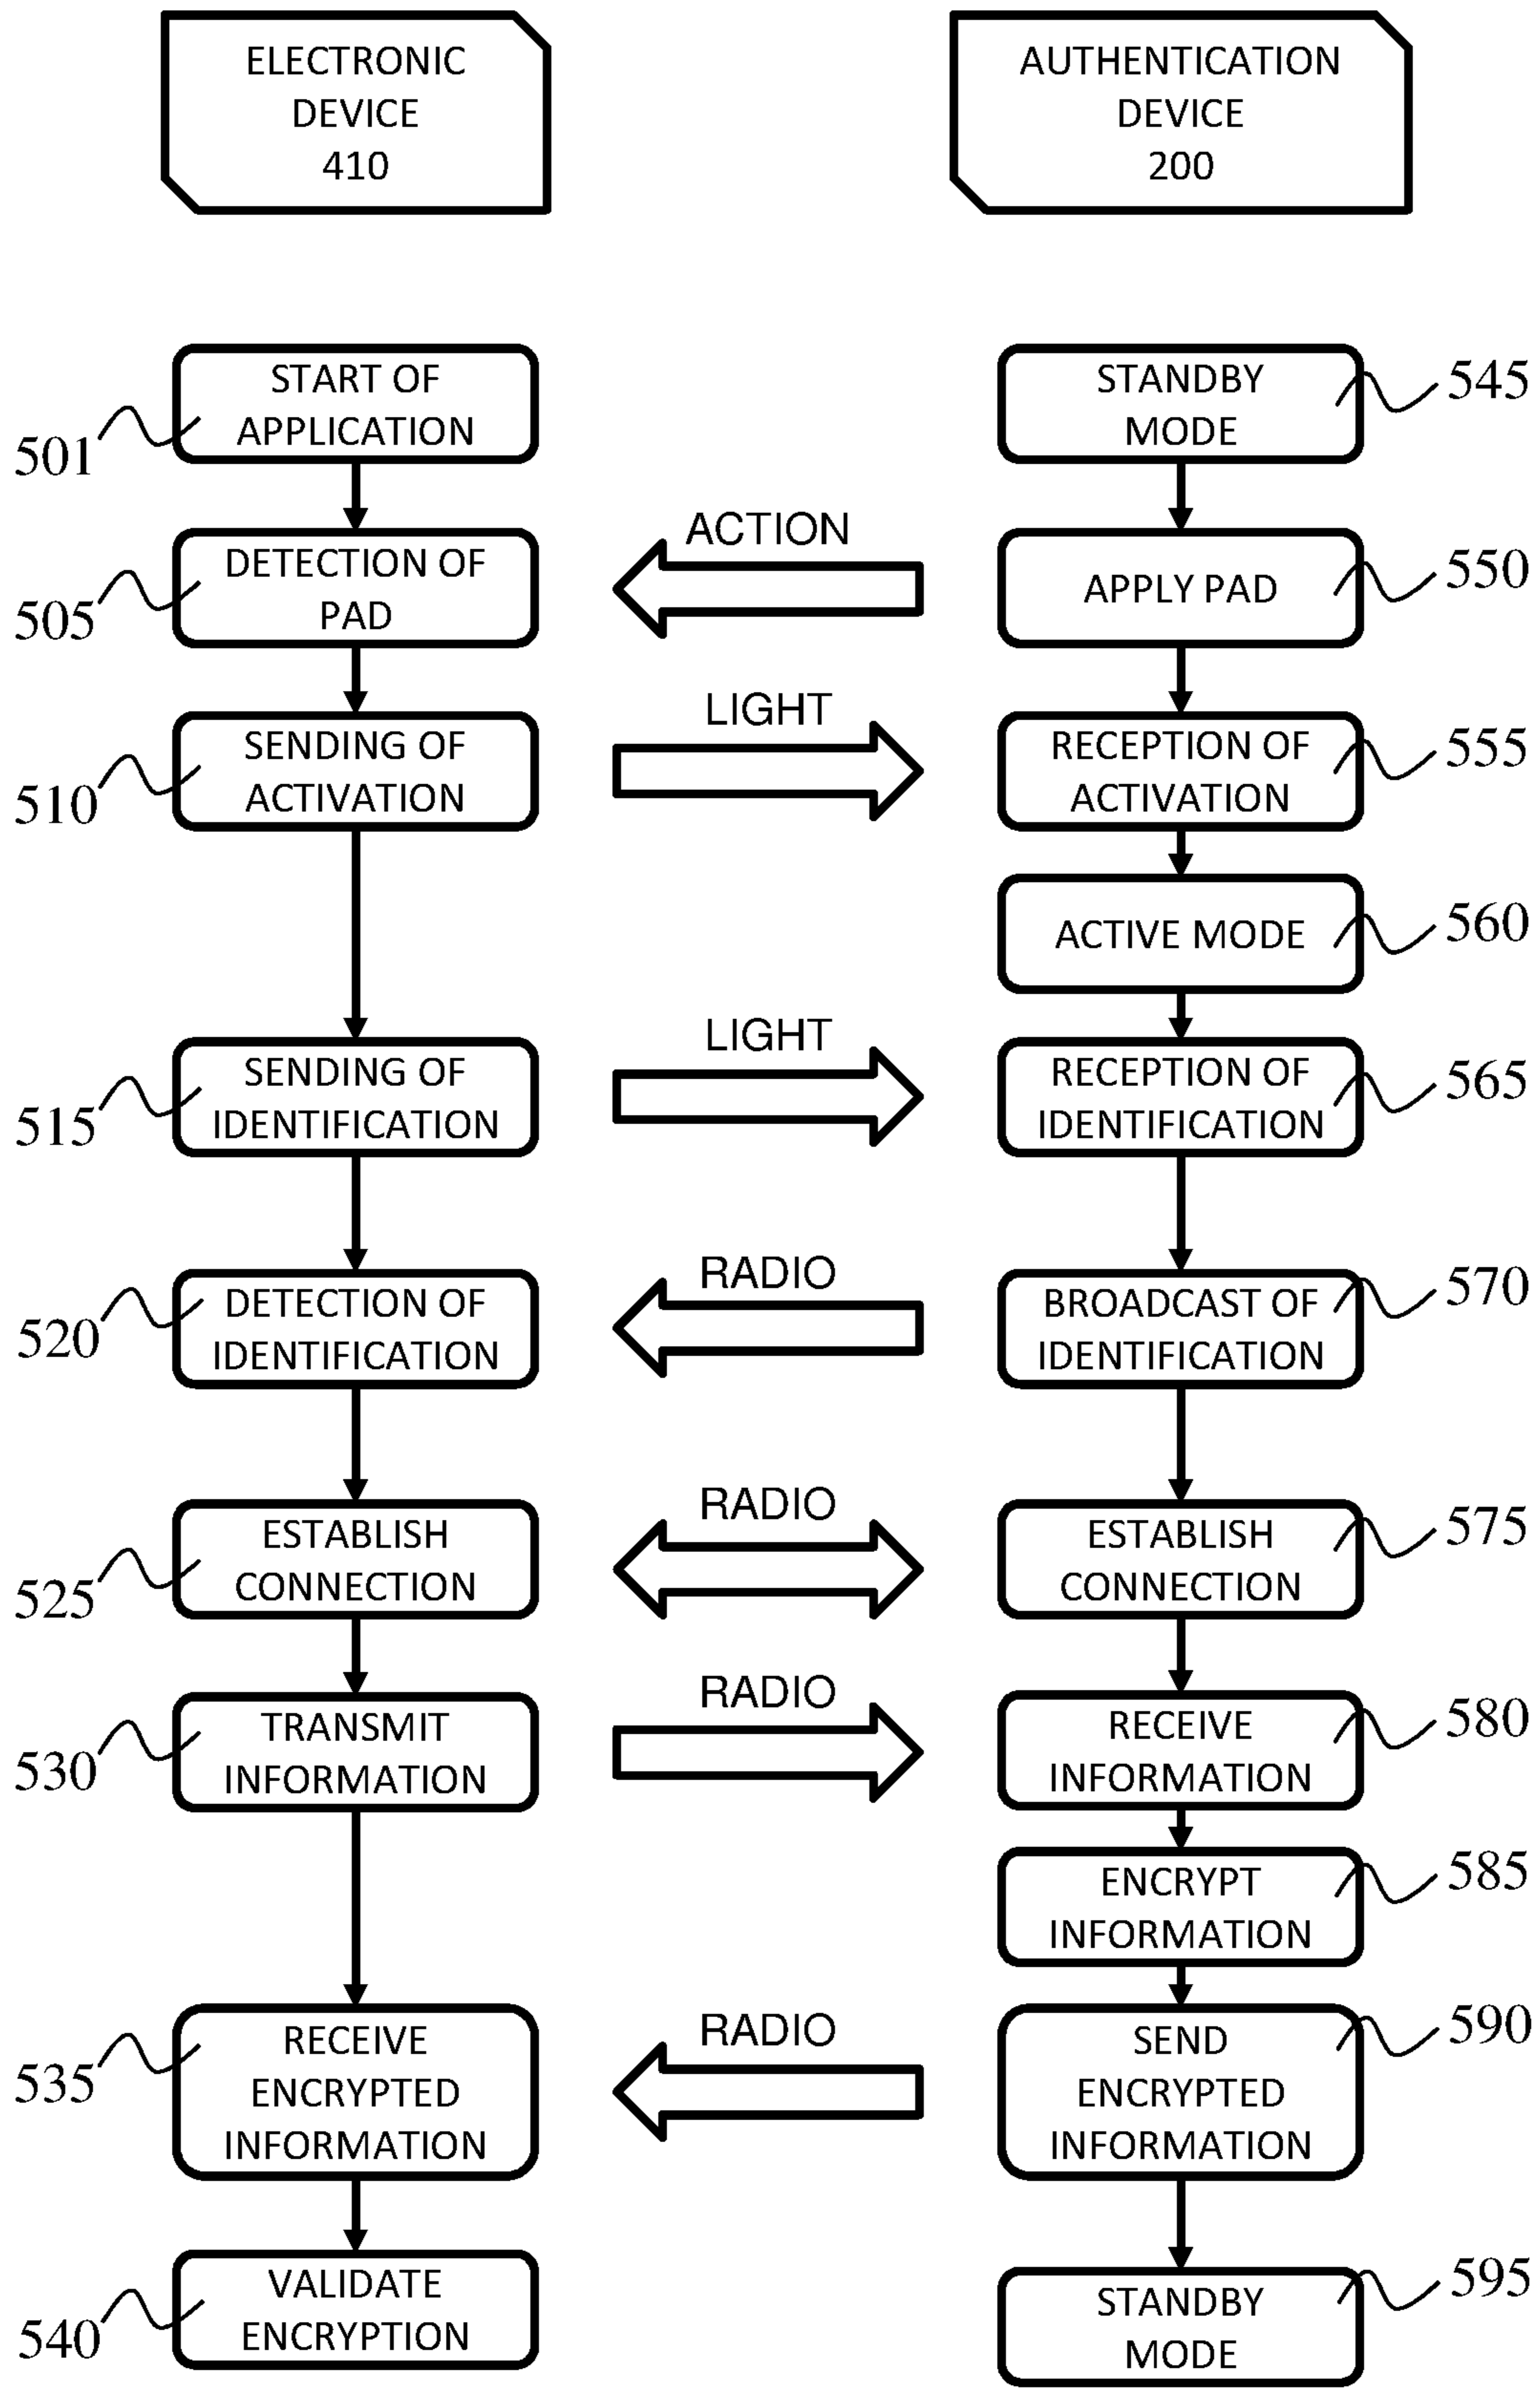 ELECTRONIC
DEVICE
410
AUTHENTICATION
DEVICE
200
START OF
APPLICATION
501
STANDBY
MODE
545
DETECTION OF
PAD
505
ACTION
APPLY PAD
550
SENDING OF
ACTIVATION
510
LIGHT
RECEPTION OF
ACTIVATION
555
ACTIVE MODE
560
SENDING OF
IDENTIFICATION
515
LIGHT
RECEPTION OF
IDENTIFICATION
565
DETECTION OF
IDENTIFICATION
520
RADIO
BROADCAST OF
IDENTIFICATION
570
ESTABLISH
CONNECTION
525
RADIO
ESTABLISH
CONNECTION
575
TRANSMIT
INFORMATION
530
RADIO
RECEIVE
INFORMATION
580
ENCRYPT
INFORMATION
585
RECEIVE
ENCRYPTED
INFORMATION
535
RADIO
SEND
ENCRYPTED
INFORMATION
590
VALIDATE
ENCRYPTION
540
STANDBY
MODE
595